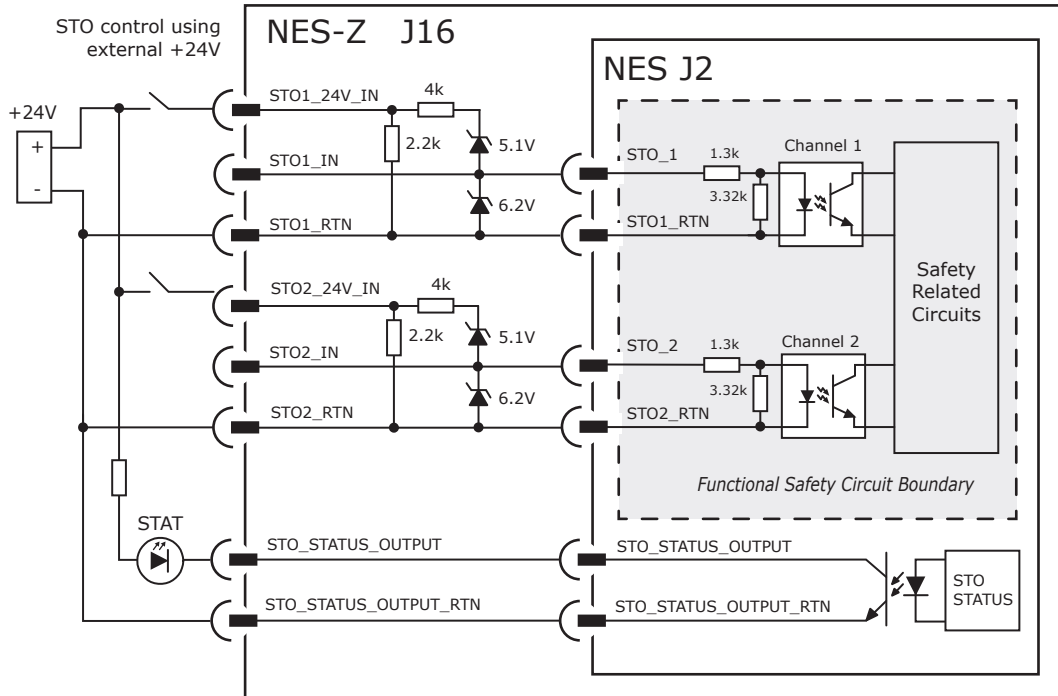 STO control using
external +24V
NES-Z J16
NES J2
+24V
+
-
STO1_24V_IN
4k
2.2k
5.1V
STO1_IN
6.2V
STO1_RTN
STO_1
1.3k
3.32k
Channel 1
STO1_RTN
STO2_24V_IN
4k
2.2k
5.1V
STO2_IN
6.2V
STO2_RTN
STO_2
1.3k
3.32k
Channel 2
STO2_RTN
Safety
Related
Circuits
Functional Safety Circuit Boundary
STAT
STO_STATUS_OUTPUT
STO_STATUS_OUTPUT
STO_STATUS_OUTPUT_RTN
STO_STATUS_OUTPUT_RTN
STO
STATUS